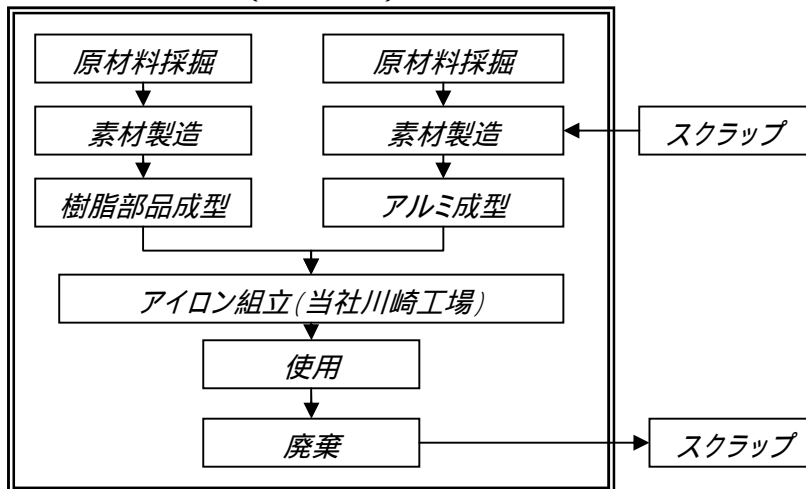 原材料採掘
原材料採掘
素材製造
素材製造
スクラップ
樹脂部品成型
アルミ成型
アイロン組立(当社川崎工場)
使用
廃棄
スクラップ